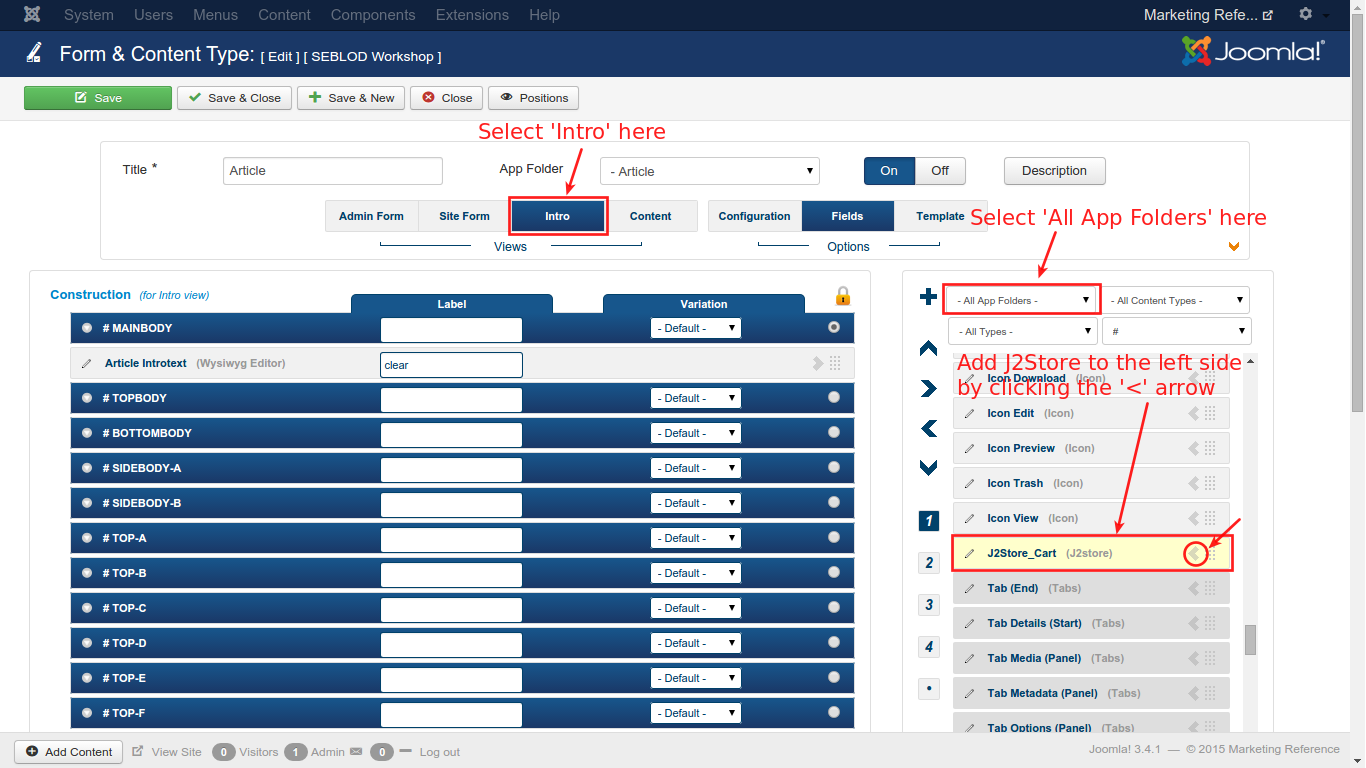 System Users Menus Content Components Extensions Help Marketing Refe...
Form & Content Type: [ Edit ] [ SEBLOD Workshop ] Joomla!
Save Save & Close Save & New Close Positions
Select 'Intro' here
Title * Article App Folder - Article On Off Description
Admin Form Site Form Intro Content Configuration Fields Template
Select 'All App Folders' here
Views Options
Construction (for Intro view) Label Variation
- All App Folders - - All Content Types -
- All Types - #
# MAINBODY - Default -
Article Introtext (Wysiwyg Editor) clear
# TOPBODY - Default -
# BOTTOMBODY - Default -
# SIDEBODY-A - Default -
# SIDEBODY-B - Default -
# TOP-A - Default -
# TOP-B - Default -
# TOP-C - Default -
# TOP-D - Default -
# TOP-E - Default -
# TOP-F - Default -
Add J2Store to the left side
by clicking the '<' arrow
Icon Download (Icon)
Icon Edit (Icon)
Icon Preview (Icon)
Icon Trash (Icon)
Icon View (Icon)
J2Store_Cart (J2store)
Tab (End) (Tabs)
Tab Details (Start) (Tabs)
Tab Media (Panel) (Tabs)
Tab Metadata (Panel) (Tabs)
Tab Options (Panel) (Tabs)
1
2
3
4
•
Add Content View Site 0 Visitors 1 Admin 0 Log out Joomla! 3.4.1 — © 2015 Marketing Reference